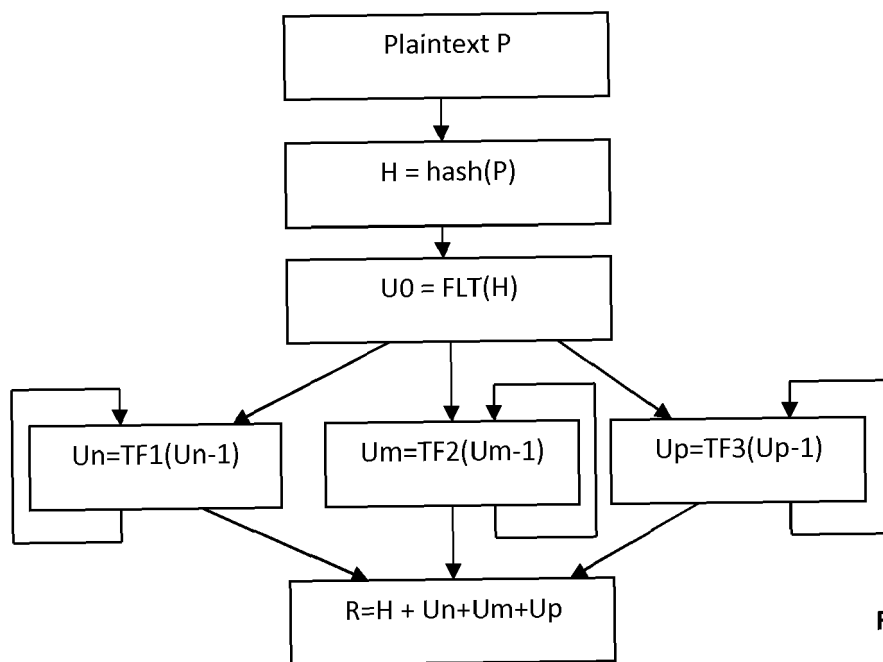 Plaintext P
H = hash(P)
U0 = FLT(H)
Un=TF1(Un-1)
Um=TF2(Um-1)
Up=TF3(Up-1)
R=H + Un+Um+Up
F